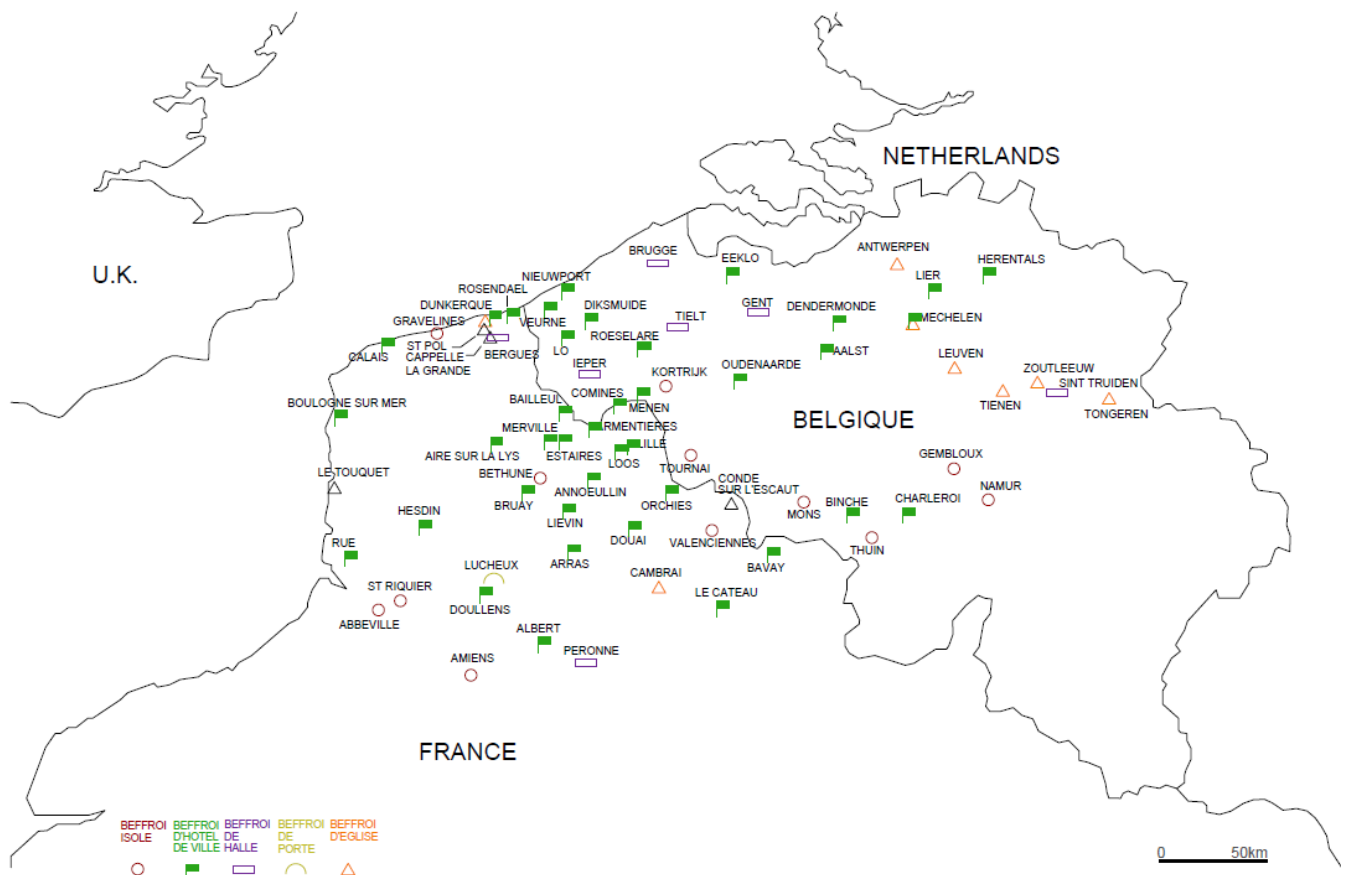 NETHERLANDS
BRUGGE
EEKLO
ANTWERPEN
HERENTALS
U.K.
NIEUWPORT
LIER
ROSENDAEL
DUNKERQUE
DIKSMUIDE
GENT
DENDERMONDE
GRAVELINES
VEURNE
TIELT
MECHELEN
ST POL
ROESELARE
CALAIS
CAPPELLE
LA GRANDE
BERGUES
LO
AALST
LEUVEN
IEPER
KORTRIJK
OUDENAARDE
ZOUTLEEUW
SINT TRUIDEN
BOULOGNE SUR MER
BAILLEUL
COMINES
MENEN
TIENEN
TONGEREN
BELGIQUE
MERVILLE
ARMENTIERES
LILLE
AIRE SUR LA LYS
ESTAIRES
LOOS
GEMBLOUX
LE TOUQUET
BETHUNE
TOURNAI
CONDE
SUR L'ESCAUT
ANNOEULLIN
NAMUR
BRUAY
ORCHIES
BINCHE
CHARLEROI
HESDIN
LIEVIN
MONS
DOUAI
VALENCIENNES
RUE
THUIN
LUCHEUX
ARRAS
CAMBRAI
BAVAY
ST RIQUIER
LE CATEAU
DOULLENS
ABBEVILLE
ALBERT
AMIENS
PERONNE
FRANCE
BEFFROI
ISOLE
BEFFROI
D'HOTEL
DE VILLE
BEFFROI
DE
HALLE
BEFFROI
DE
PORTE
BEFFROI
D'EGLISE
0 50km